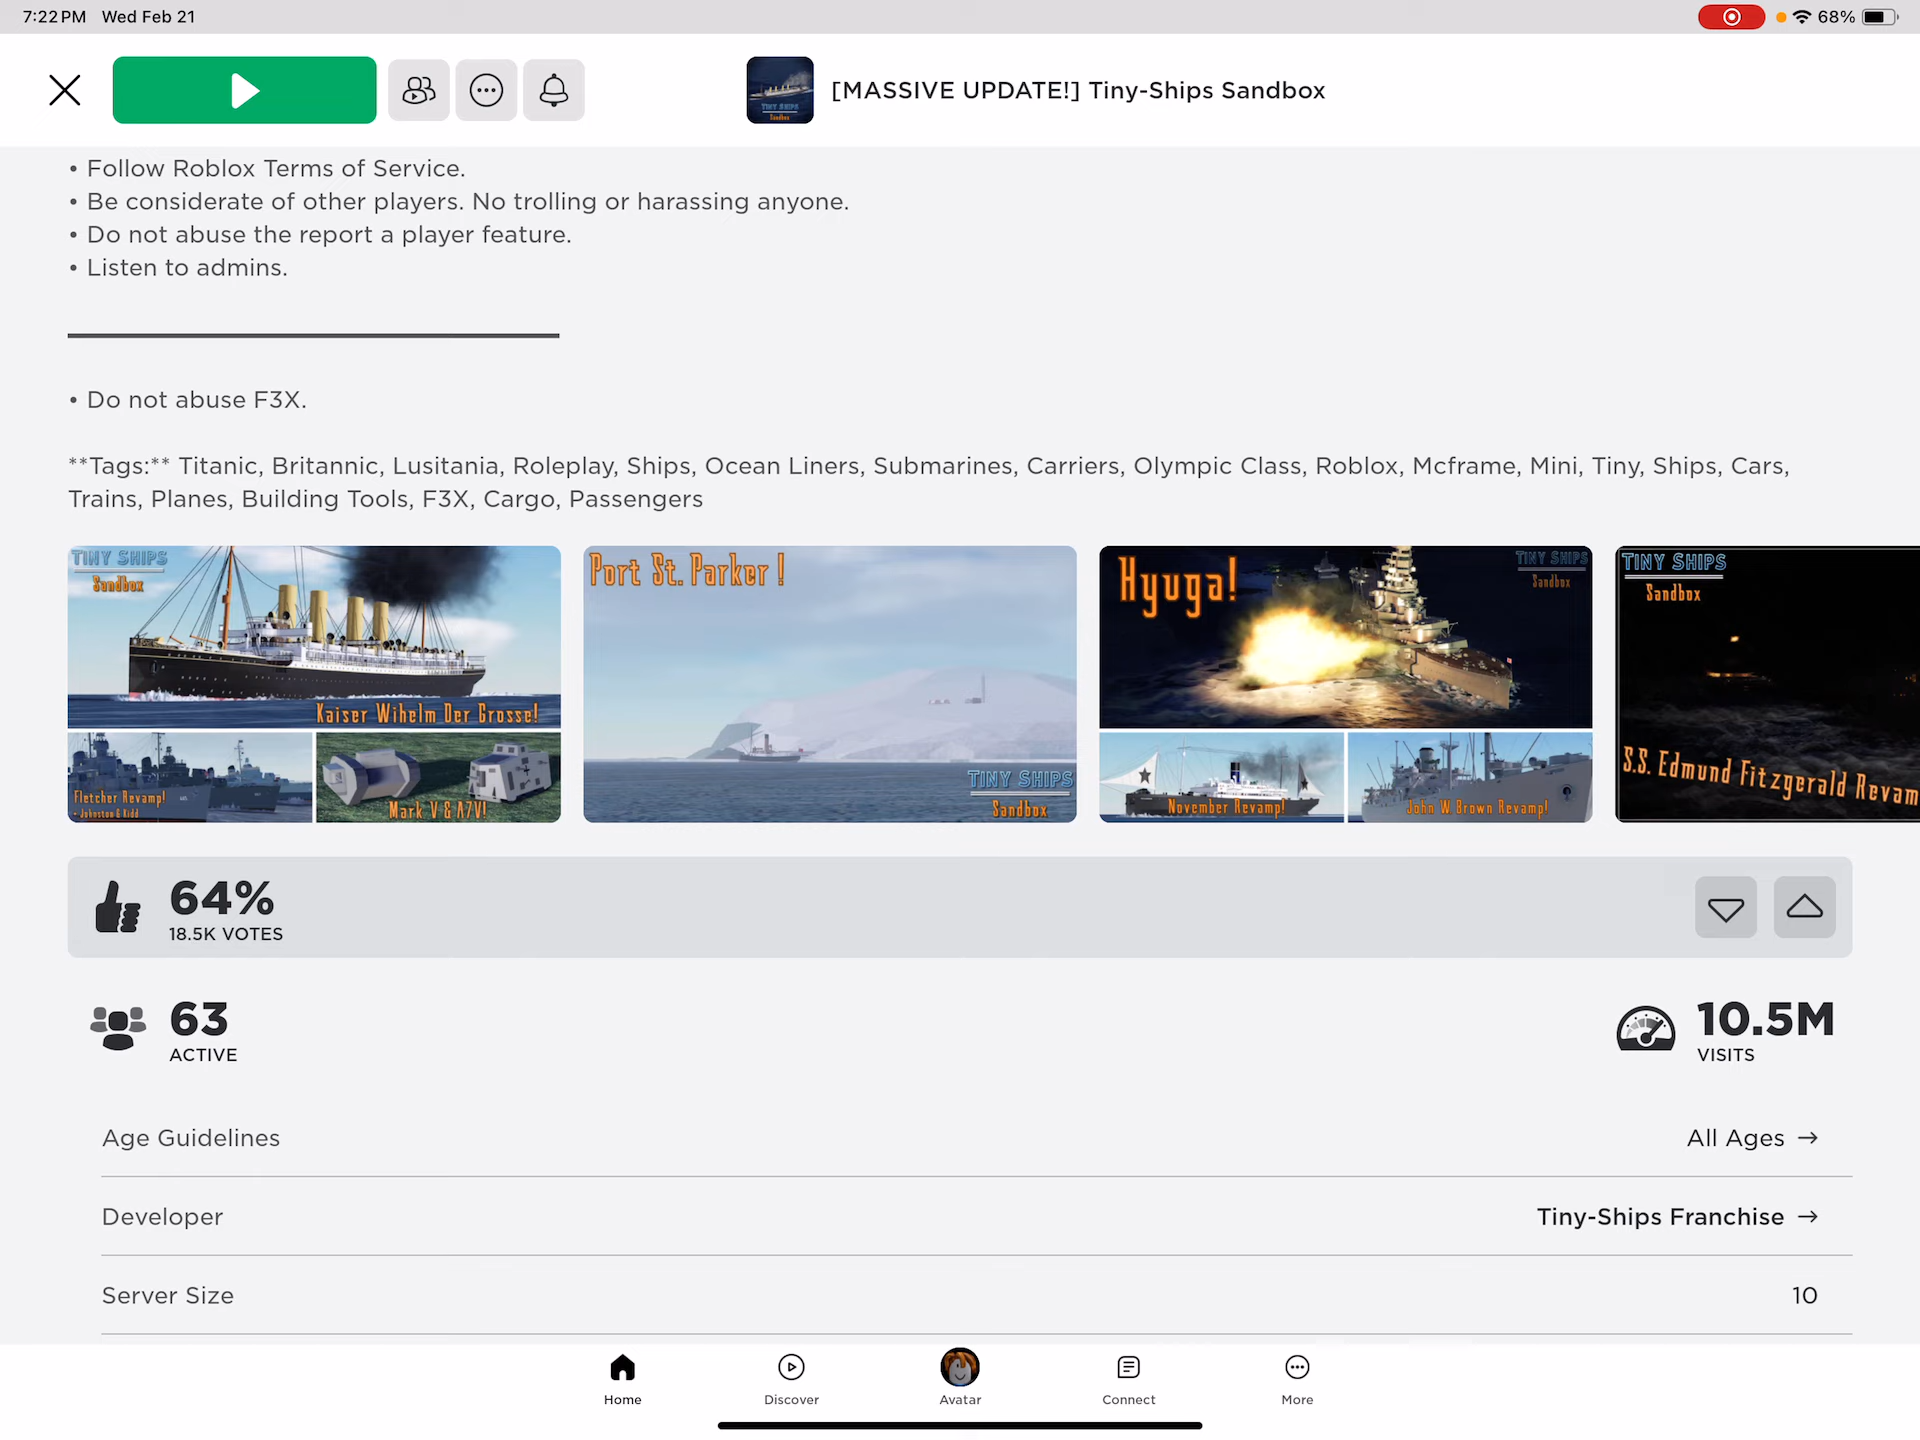 7:22 PM Wed Feb 21
68%
[MASSIVE UPDATE!] Tiny-Ships Sandbox
• Follow Roblox Terms of Service.
• Be considerate of other players. No trolling or harassing anyone.
• Do not abuse the report a player feature.
• Listen to admins.
• Do not abuse F3X.
**Tags:** Titanic, Britannic, Lusitania, Roleplay, Ships, Ocean Liners, Submarines, Carriers, Olympic Class, Roblox, Mcframe, Mini, Tiny, Ships, Cars,
Trains, Planes, Building Tools, F3X, Cargo, Passengers
TINY SHIPS
Sandbox
Kaiser Wihelm Der Grosse!
Fletcher Revamp!
- Johnston & Kidd
Mark V & A7V!
Port St. Parker !
TINY SHIPS
Sandbox
Hyuga!
TINY SHIPS
Sandbox
November Revamp!
John W. Brown Revamp!
TINY SHIPS
Sandbox
S.S. Edmund Fitzgerald Revam
64%
18.5K VOTES
63
ACTIVE
10.5M
VISITS
Age Guidelines
All Ages →
Developer
Tiny-Ships Franchise →
Server Size
10
Home
Discover
Avatar
Connect
More